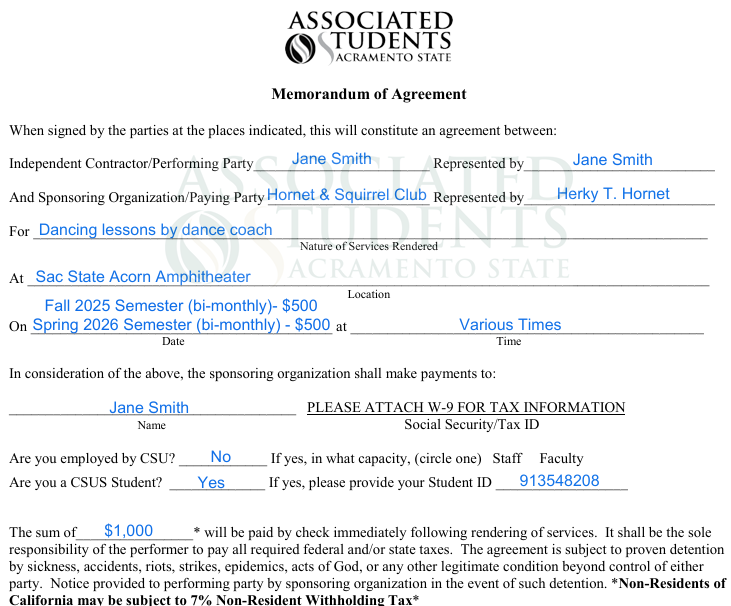 ASSOCIATED
STUDENTS
SACRAMENTO STATE
Memorandum of Agreement
When signed by the parties at the places indicated, this will constitute an agreement between:
Independent Contractor/Performing Party Jane Smith Represented by Jane Smith
And Sponsoring Organization/Paying Party Hornet & Squirrel Club Represented by Herky T. Hornet
For Dancing lessons by dance coach
Nature of Services Rendered
At Sac State Acorn Amphitheater
Location
Fall 2025 Semester (bi-monthly)- $500
On Spring 2026 Semester (bi-monthly) - $500 at Various Times
Date Time
In consideration of the above, the sponsoring organization shall make payments to:
Jane Smith PLEASE ATTACH W-9 FOR TAX INFORMATION
Name Social Security/Tax ID
Are you employed by CSU? No If yes, in what capacity, (circle one) Staff Faculty
Are you a CSUS Student? Yes If yes, please provide your Student ID 913548208
The sum of $1,000 * will be paid by check immediately following rendering of services. It shall be the sole
responsibility of the performer to pay all required federal and/or state taxes. The agreement is subject to proven detention
by sickness, accidents, riots, strikes, epidemics, acts of God, or any other legitimate condition beyond control of either
party. Notice provided to performing party by sponsoring organization in the event of such detention. *Non-Residents of
California may be subject to 7% Non-Resident Withholding Tax*
ASSOCIATED
STUDENTS
SACRAMENTO STATE